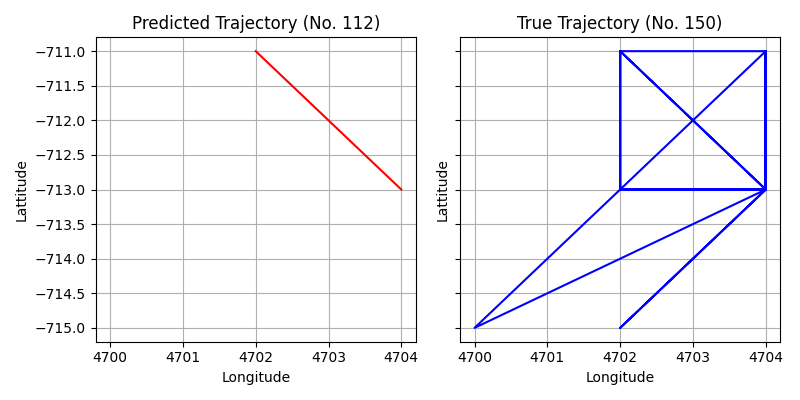 Predicted Trajectory (No. 112)
−711.0
−711.5
−712.0
−712.5
−713.0
−713.5
−714.0
−714.5
−715.0
Lattitude
4700 4701 4702 4703 4704
Longitude
True Trajectory (No. 150)
Lattitude
4700 4701 4702 4703 4704
Longitude